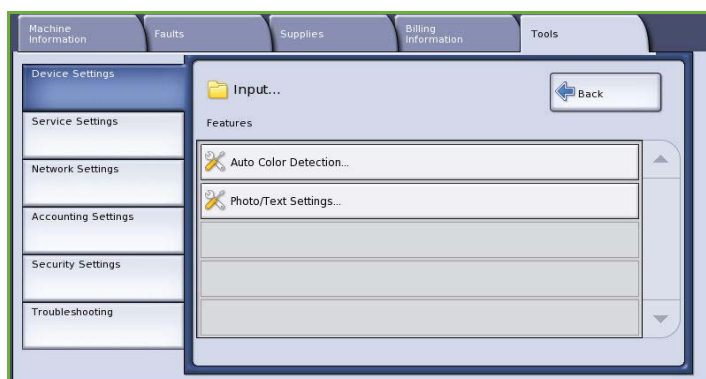 Machine
Information
Faults
Supplies
Billing
Information
Tools
Device Settings
Service Settings
Network Settings
Accounting Settings
Security Settings
Troubleshooting
Input...
Back
Features
Auto Color Detection...
Photo/Text Settings...